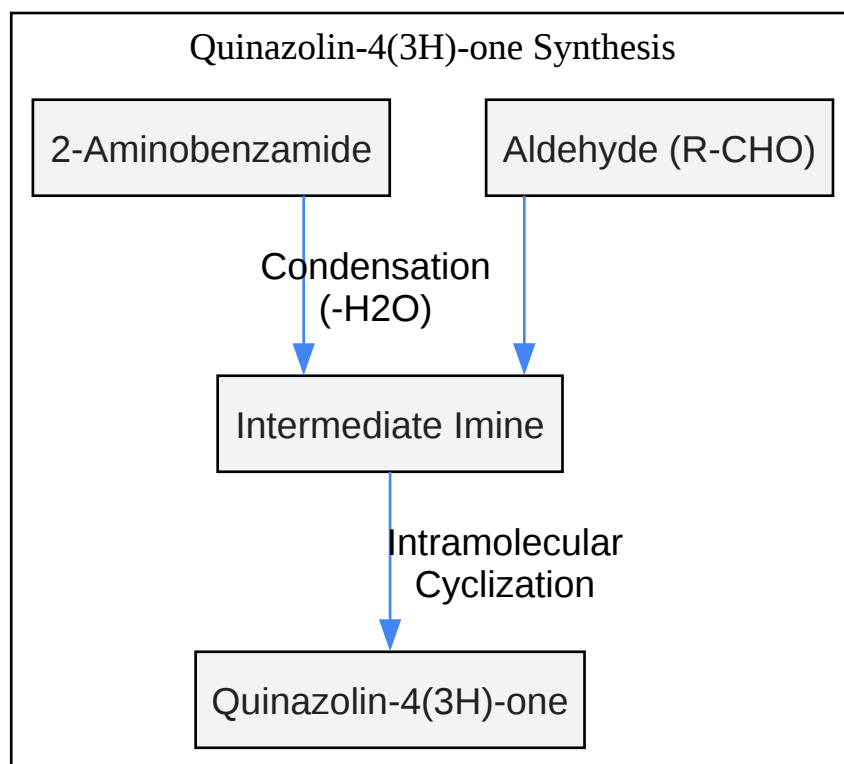 Quinazolin-4(3H)-one Synthesis
2-Aminobenzamide
Aldehyde (R-CHO)
Condensation
(-H2O)
Intermediate Imine
Intramolecular
Cyclization
Quinazolin-4(3H)-one